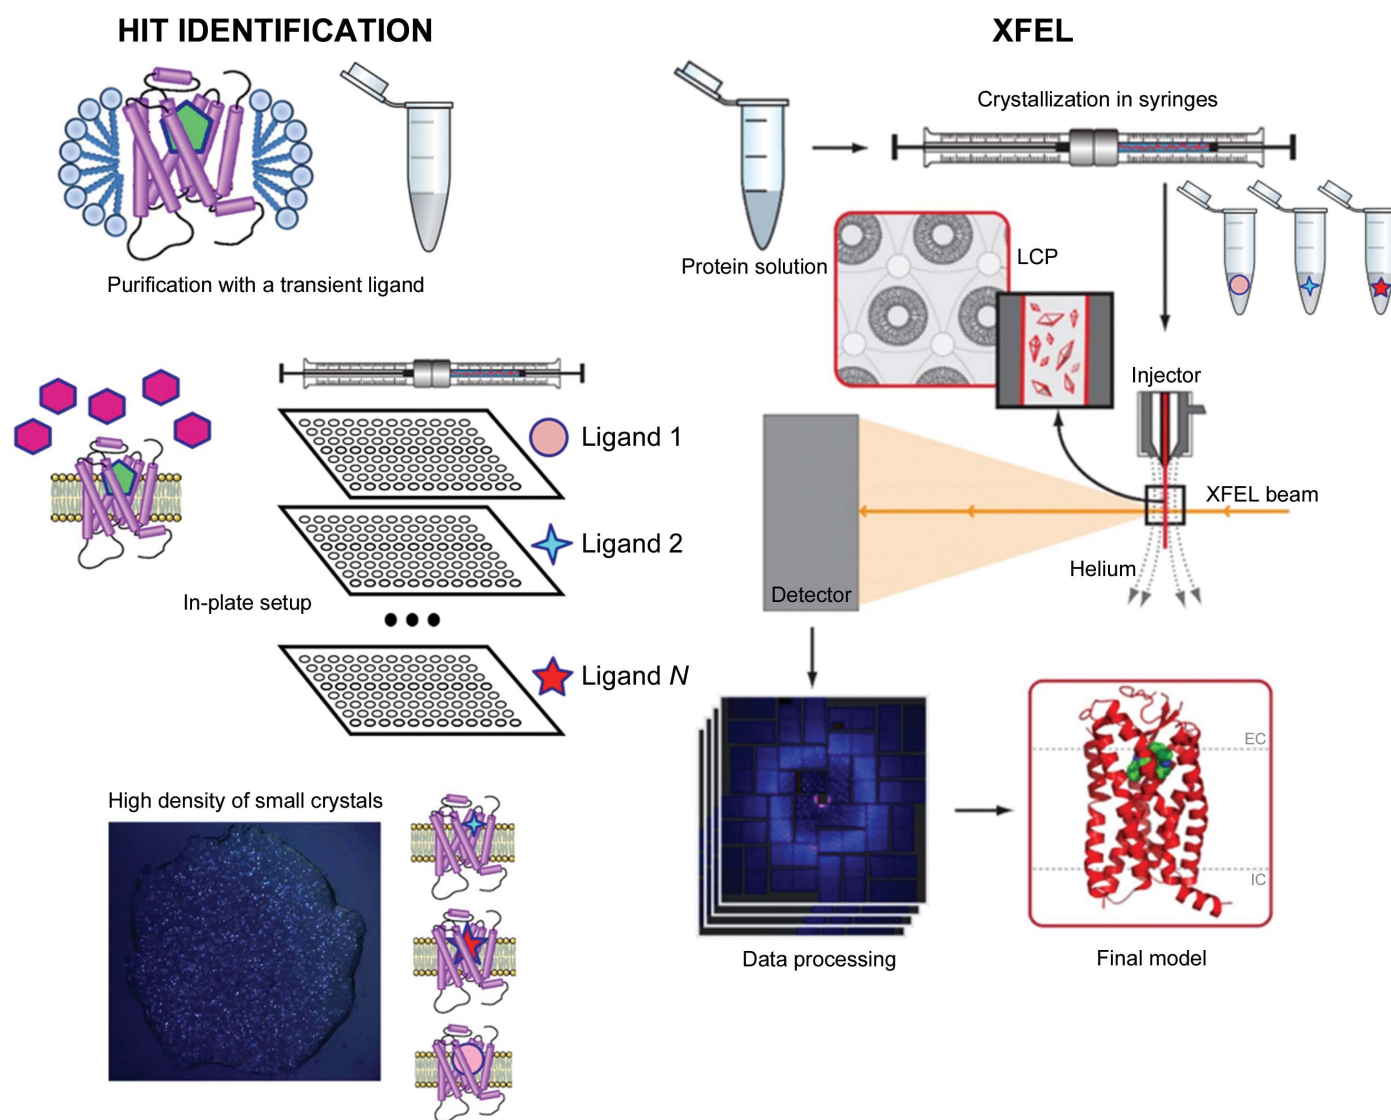 HIT IDENTIFICATION
Purification with a transient ligand
Ligand 1
Ligand 2
In-plate setup
Ligand N
High density of small crystals
XFEL
Crystallization in syringes
Protein solution
LCP
Injector
XFEL beam
Helium
Detector
EC
IC
Data processing
Final model